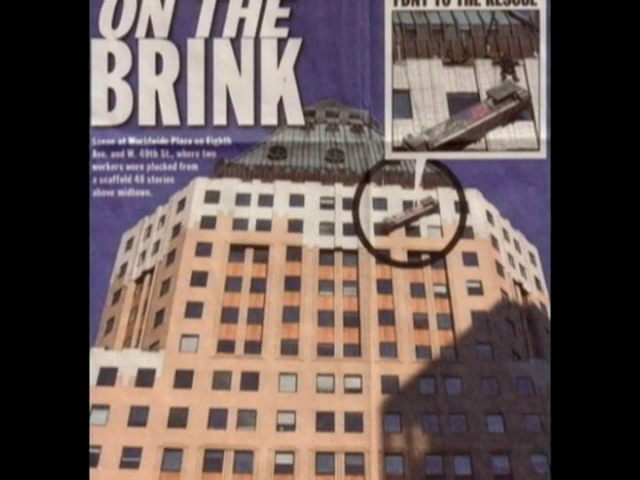 ON THE
BRINK
FDNY TO THE RESCUE
Scene at Worldwide Plaza on Eighth
Ave. and W. 49th St., where two
workers were plucked from
a scaffold 48 stories
above midtown.